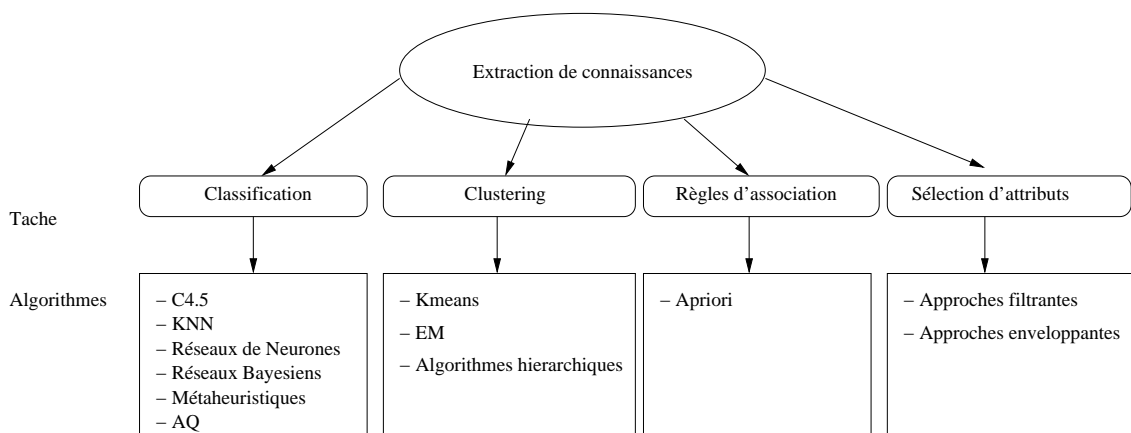 Extraction de connaissances
Classification
Clustering
Règles d'association
Sélection d'attributs
Tache
Algorithmes
– C4.5
– KNN
– Réseaux de Neurones
– Réseaux Bayesiens
– Métaheuristiques
– AQ
– Kmeans
– EM
– Algorithmes hierarchiques
– Apriori
– Approches filtrantes
– Approches enveloppantes